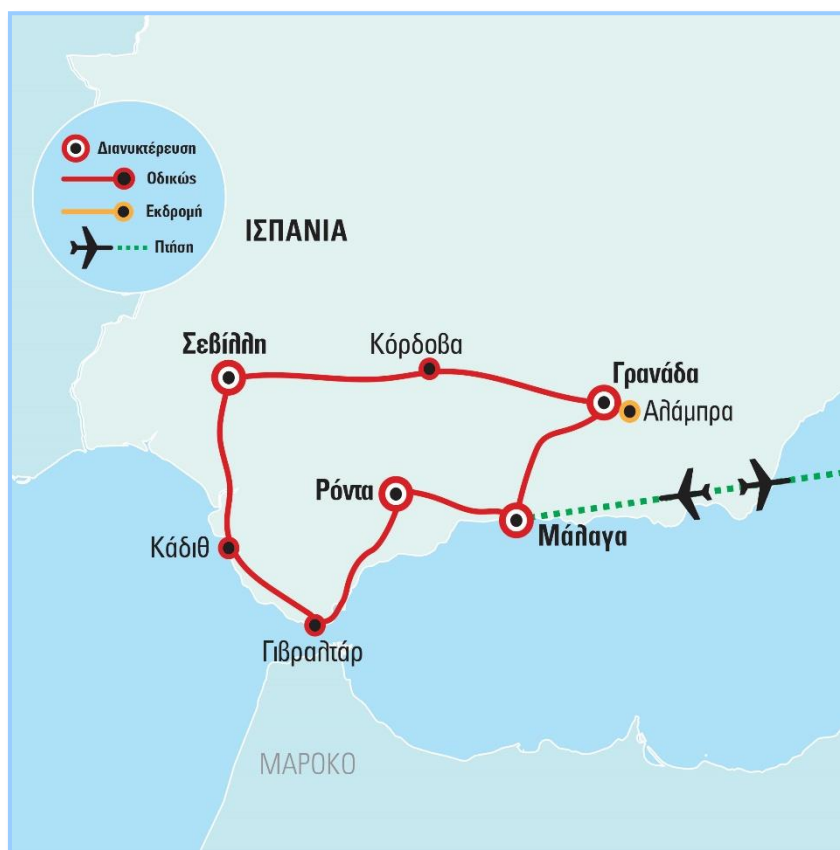 Διανυκτέρευση
Οδικώς
Εκδρομή
Πτήση
ΙΣΠΑΝΙΑ
Σεβίλλη
Κόρδοβα
Γρανάδα
Αλάμπρα
Ρόντα
Μάλαγα
Κάδιθ
Γιβραλτάρ
ΜΑΡΟΚΟ